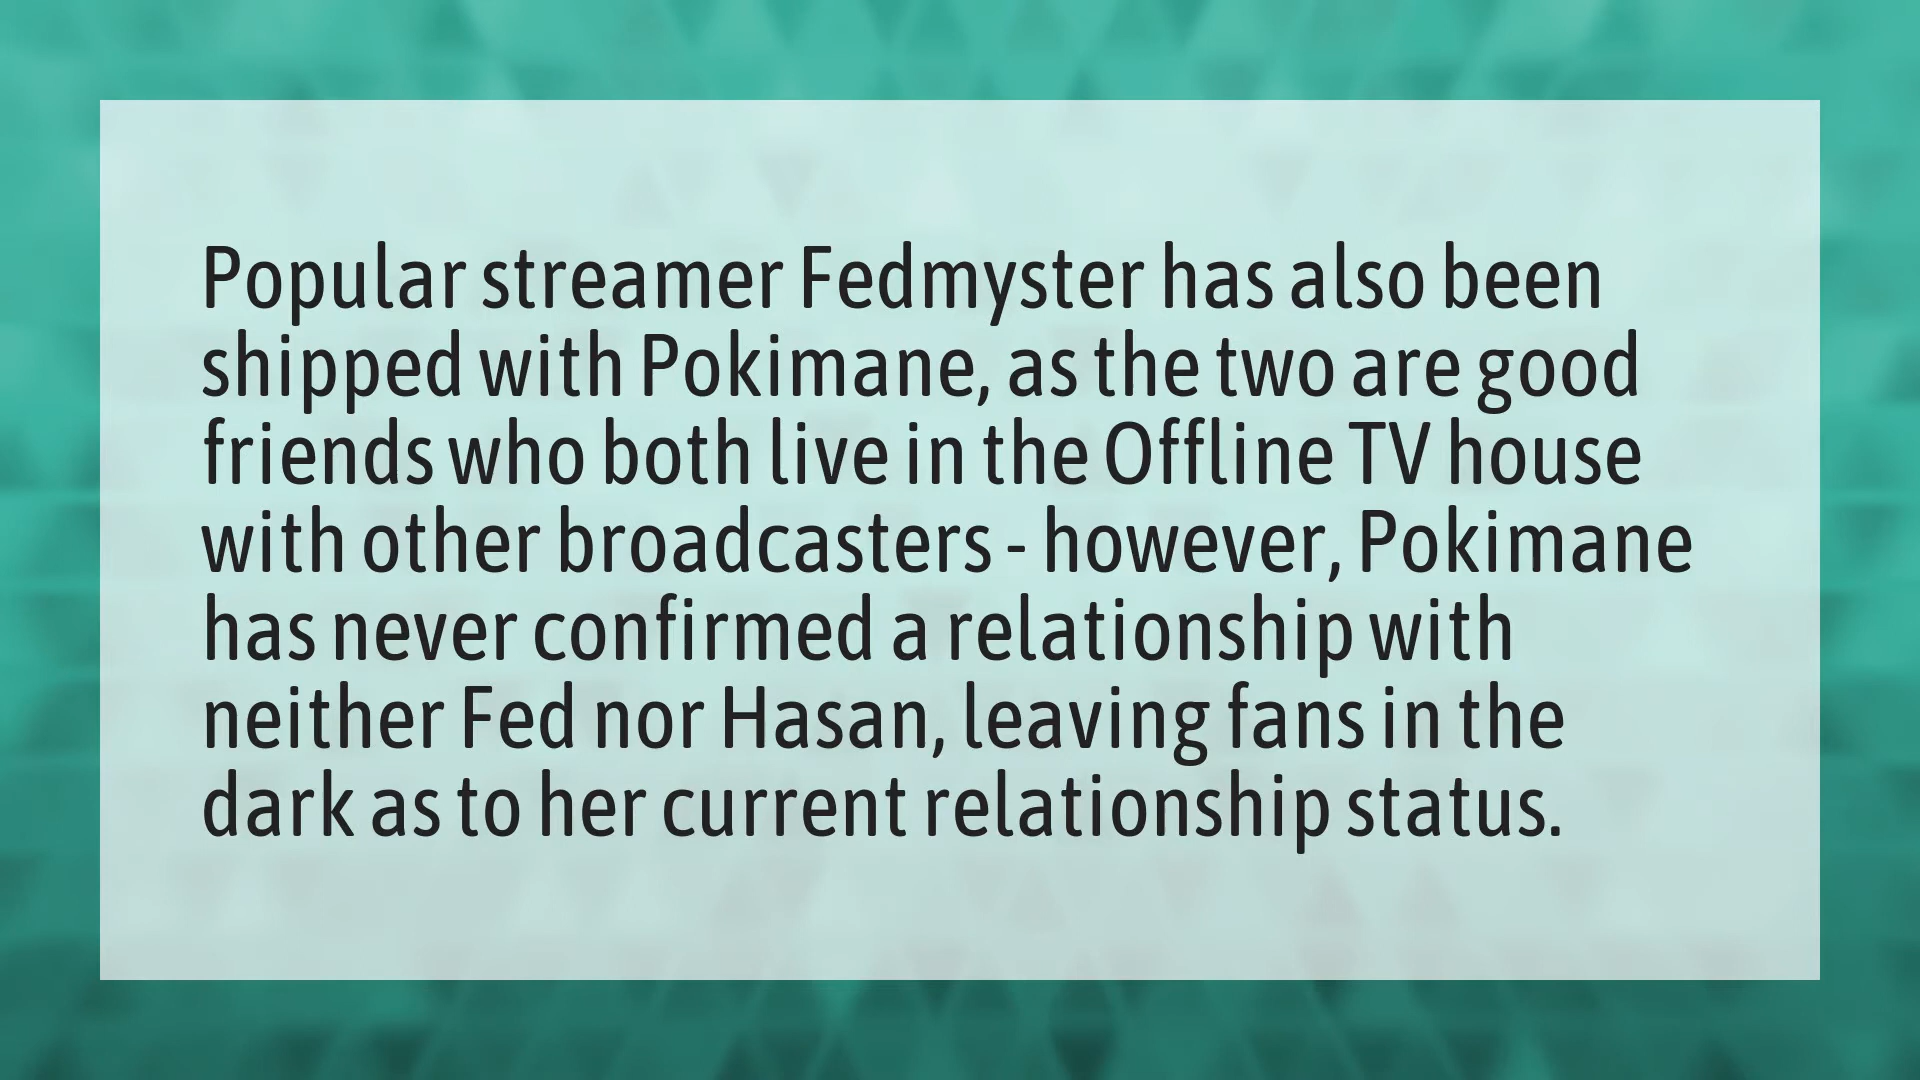 Popular streamer Fedmyster has also been
shipped with Pokimane, as the two are good
friends who both live in the Offline TV house
with other broadcasters - however, Pokimane
has never confirmed a relationship with
neither Fed nor Hasan, leaving fans in the
dark as to her current relationship status.